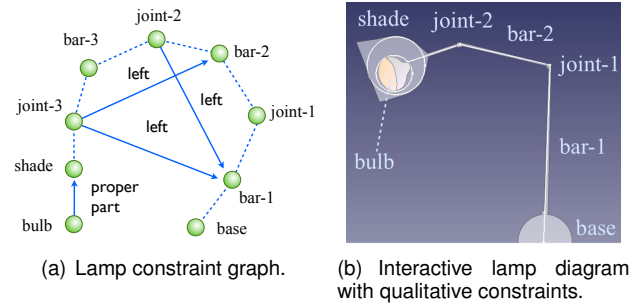 joint-2
bar-3
bar-2
left
joint-3
left
joint-1
left
shade
proper
part
bar-1
bulb
base
(a) Lamp constraint graph.
shade
joint-2
bar-2
joint-1
bar-1
bulb
base
(b) Interactive lamp diagram
with qualitative constraints.